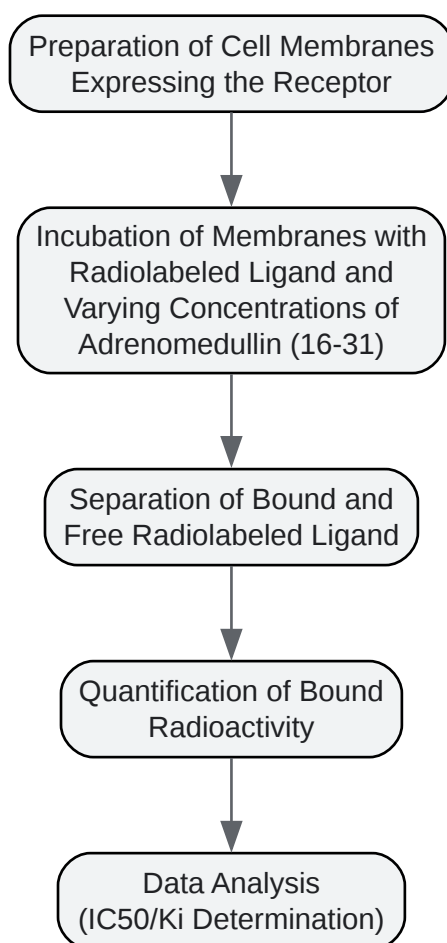 Preparation of Cell Membranes
Expressing the Receptor
Incubation of Membranes with
Radiolabeled Ligand and
Varying Concentrations of
Adrenomedullin (16-31)
Separation of Bound and
Free Radiolabeled Ligand
Quantification of Bound
Radioactivity
Data Analysis
(IC50/Ki Determination)